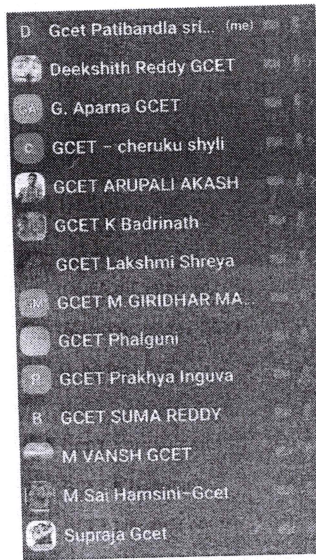 D Gcet Patibandla sri... (me)
Deekshith Reddy GCET
GA G. Aparna GCET
C GCET - cheruku shyli
GCET ARUPALI AKASH
GCET K Badrinath
GCET Lakshmi Shreya
GM GCET M GIRIDHAR MA...
GCET Phalguni
R GCET Prakhya Inguva
B GCET SUMA REDDY
M VANSH GCET
M.Sai Hamsini-Gcet
Supraja Gcet